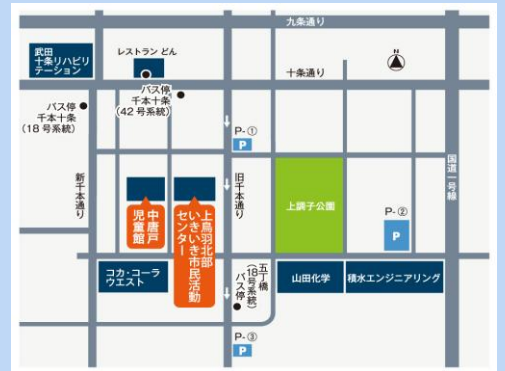 九条通り
武田
十条リハビリ
テーション
レストラン どん
十条通り
N
バス停
千本十条
(18号系統)
バス停
千本十条
(42号系統)
P-①
P
新千本通り
旧千本通り
国道一号線
中唐戸
児童館
上鳥羽北部
いきいき市民活動
センター
上調子公園
P-②
P
コカ・コーラ
ウエスト
五丁橋
(18号系統)
バス停
山田化学
積水エンジニアリング
P-③
P